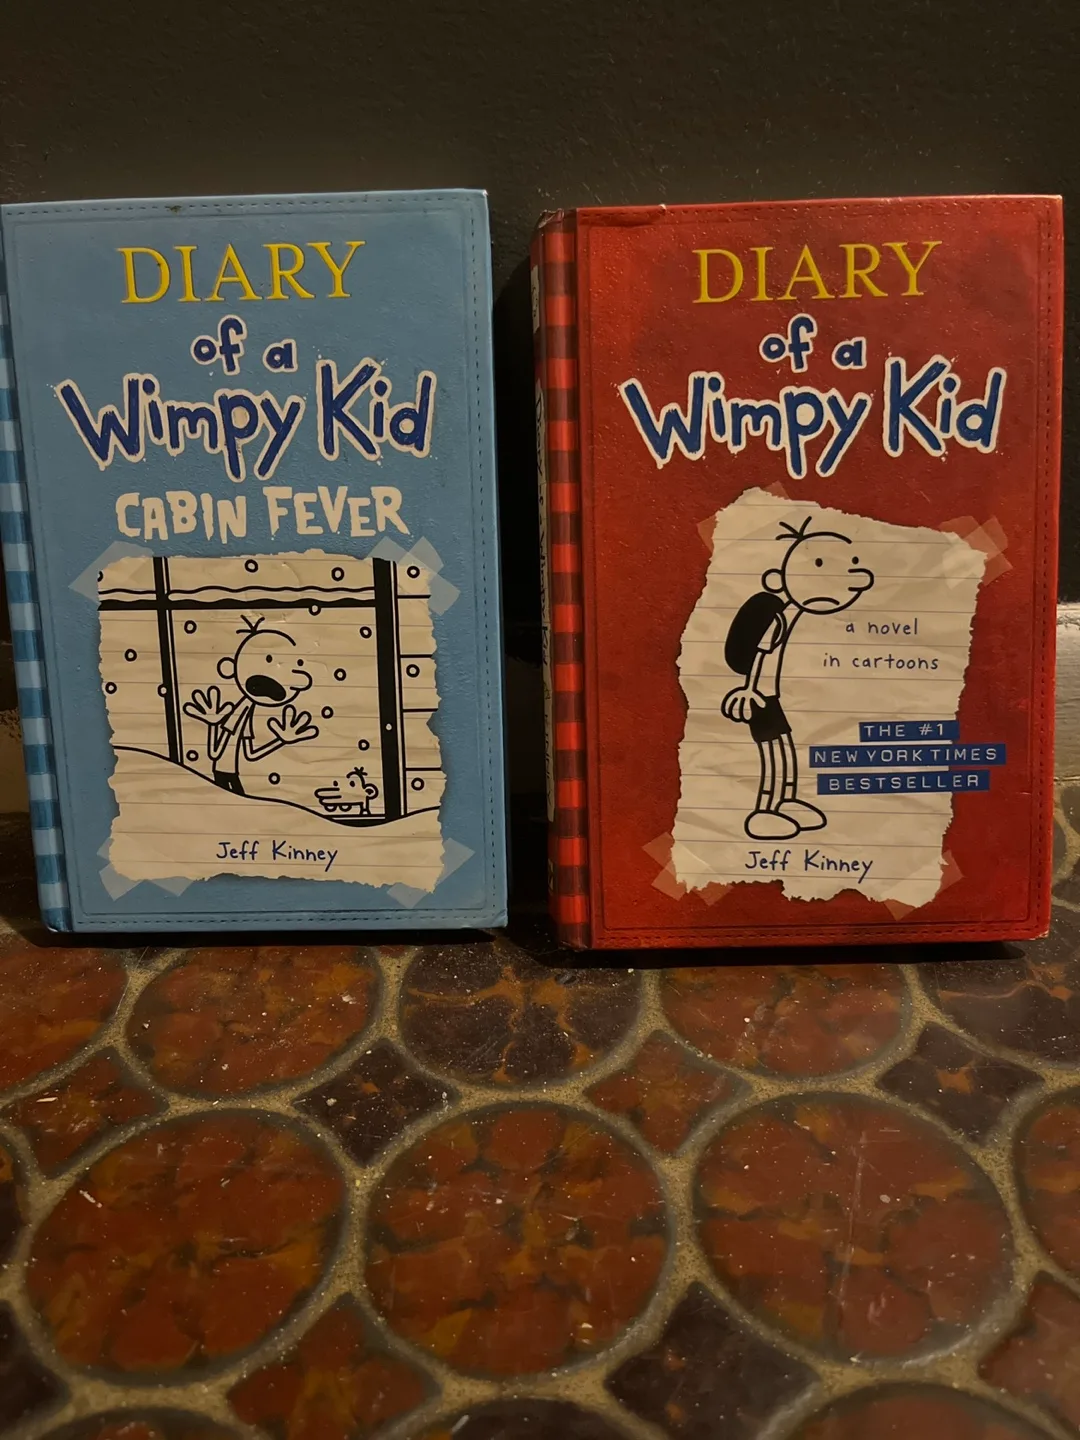 DIARY
of a
Wimpy Kid
CABIN FEVER
Jeff Kinney
DIARY
of a
Wimpy Kid
a novel
in cartoons
THE #1
NEW YORK TIMES
BESTSELLER
Jeff Kinney